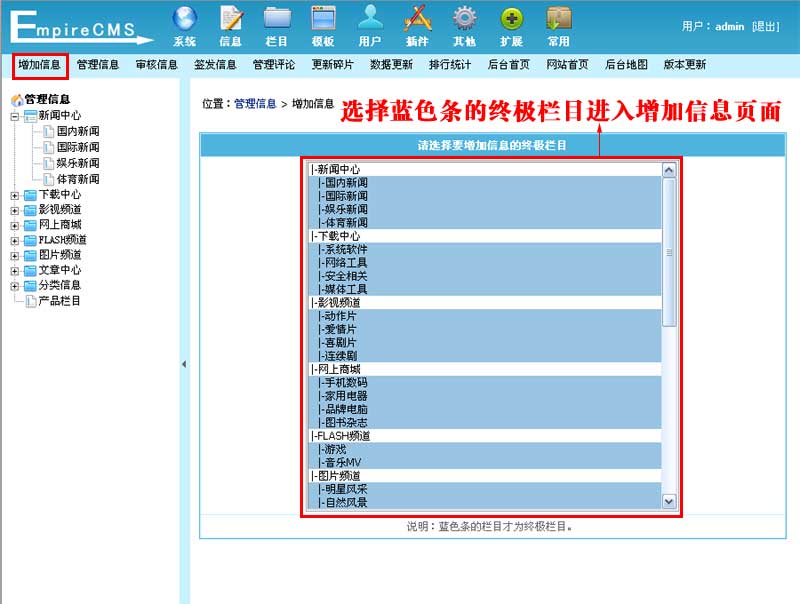 EmpireCMS
系统 信息 栏目 模板 用户 插件 其他 扩展 常用
用户：admin [退出]
增加信息 管理信息 审核信息 签发信息 管理评论 更新碎片 数据更新 排行统计 后台首页 网站首页 后台地图 版本更新
管理信息
新闻中心
国内新闻
国际新闻
娱乐新闻
体育新闻
下载中心
影视频道
网上商城
FLASH频道
图片频道
文章中心
分类信息
产品栏目
位置：管理信息 > 增加信息
选择蓝色条的终极栏目进入增加信息页面
请选择要增加信息的终极栏目
|-新闻中心
|-国内新闻
|-国际新闻
|-娱乐新闻
|-体育新闻
|-下载中心
|-系统软件
|-网络工具
|-安全相关
|-媒体工具
|-影视频道
|-动作片
|-爱情片
|-喜剧片
|-连续剧
|-网上商城
|-手机数码
|-家用电器
|-品牌电脑
|-图书杂志
|-FLASH频道
|-游戏
|-音乐MV
|-图片频道
|-明星风采
|-自然风景
说明：蓝色条的栏目才为终极栏目。